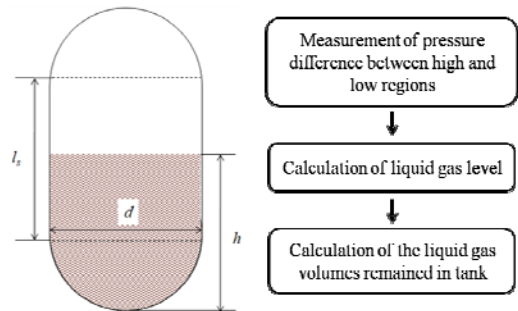 Measurement of pressure
difference between high and
low regions
l_s
Calculation of liquid gas level
d
h
Calculation of the liquid gas
volumes remained in tank